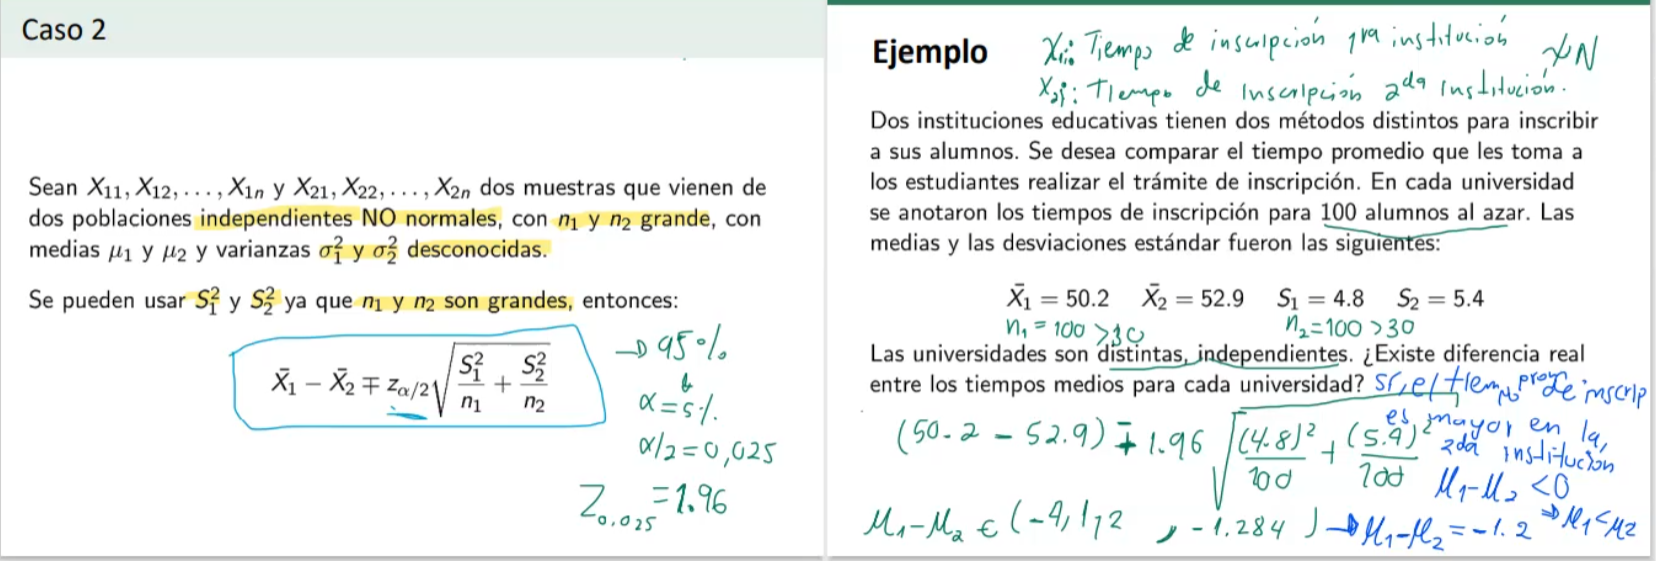 Caso 2
Sean X₁₁, X₁₂, . . . , X₁ₙ y X₂₁, X₂₂, . . . , X₂ₙ dos muestras que vienen de
dos poblaciones independientes NO normales, con n₁ y n₂ grande, con
medias μ₁ y μ₂ y varianzas σ₁² y σ₂² desconocidas.
Se pueden usar S₁² y S₂² ya que n₁ y n₂ son grandes, entonces:
X̄₁ − X̄₂ ∓ z_{α/2} √(S₁²/n₁ + S₂²/n₂)
→ 95%
α = 5%.
α/2 = 0,025
Z₀.₀₂₅ = 1.96
Ejemplo
X₁ᵢ: Tiempo de inscripción 1ra institución
X₂ⱼ: Tiempo de Inscripción 2da Institución.
≁N
Dos instituciones educativas tienen dos métodos distintos para inscribir
a sus alumnos. Se desea comparar el tiempo promedio que les toma a
los estudiantes realizar el trámite de inscripción. En cada universidad
se anotaron los tiempos de inscripción para 100 alumnos al azar. Las
medias y las desviaciones estándar fueron las siguientes:
X̄₁ = 50.2 X̄₂ = 52.9 S₁ = 4.8 S₂ = 5.4
n₁ = 100 >30 n₂=100 >30
Las universidades son distintas, independientes. ¿Existe diferencia real
entre los tiempos medios para cada universidad?
sí, el tiempo prom de inscrip
es mayor en la
2da institución
(50.2 − 52.9) ∓ 1.96 √((4.8)²/100 + (5.4)²/100)
μ₁−μ₂ <0
⇒ μ₁<μ₂
μ₁−μ₂ ∈ (−4,112 , −1.284) → μ₁−μ₂ = −1.2